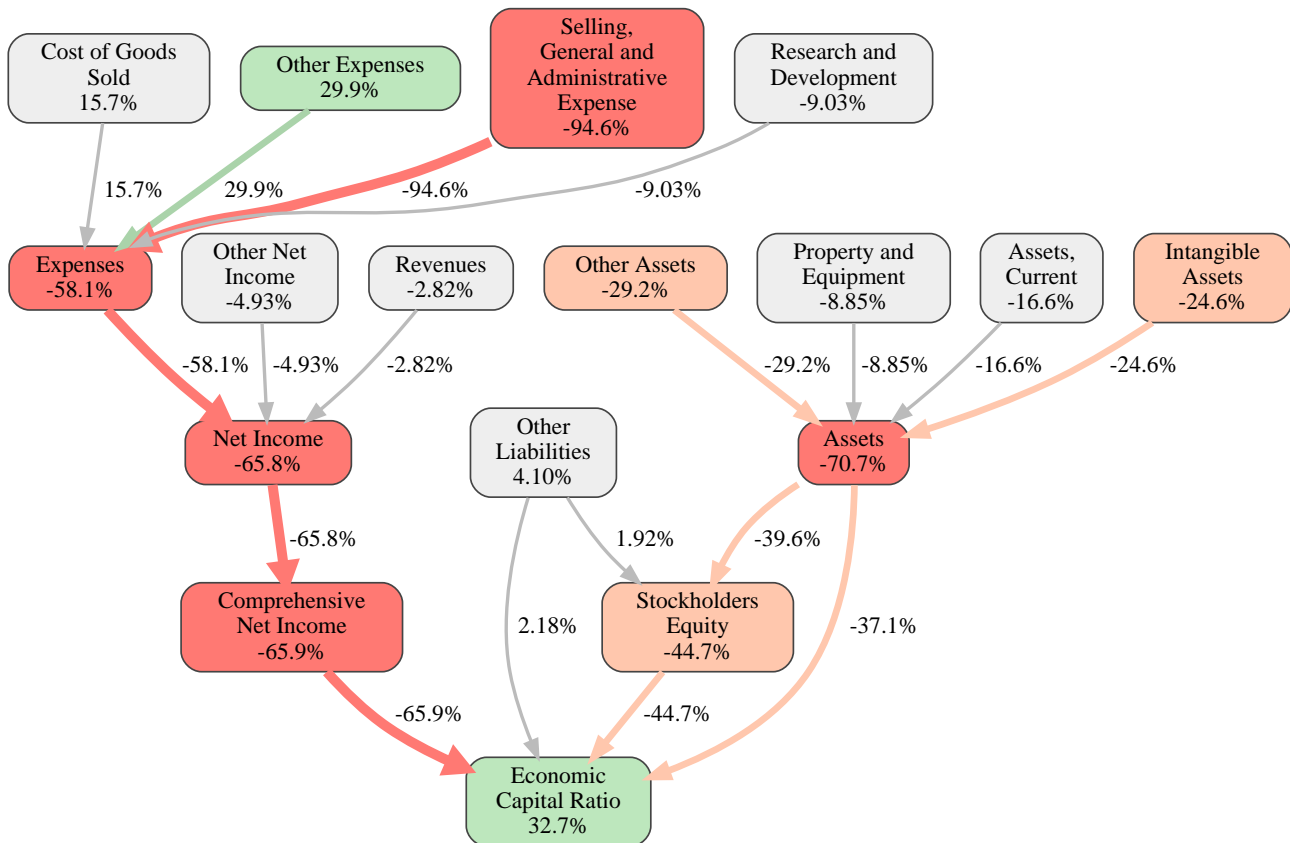 Cost of Goods
Sold
15.7%
Other Expenses
29.9%
Selling,
General and
Administrative
Expense
-94.6%
Research and
Development
-9.03%
15.7%
29.9%
-94.6%
-9.03%
Expenses
-58.1%
Other Net
Income
-4.93%
Revenues
-2.82%
Other Assets
-29.2%
Property and
Equipment
-8.85%
Assets,
Current
-16.6%
Intangible
Assets
-24.6%
-58.1%
-4.93%
-2.82%
-29.2%
-8.85%
-16.6%
-24.6%
Net Income
-65.8%
Other
Liabilities
4.10%
Assets
-70.7%
-65.8%
1.92%
-39.6%
Comprehensive
Net Income
-65.9%
2.18%
Stockholders
Equity
-44.7%
-37.1%
-65.9%
-44.7%
Economic
Capital Ratio
32.7%